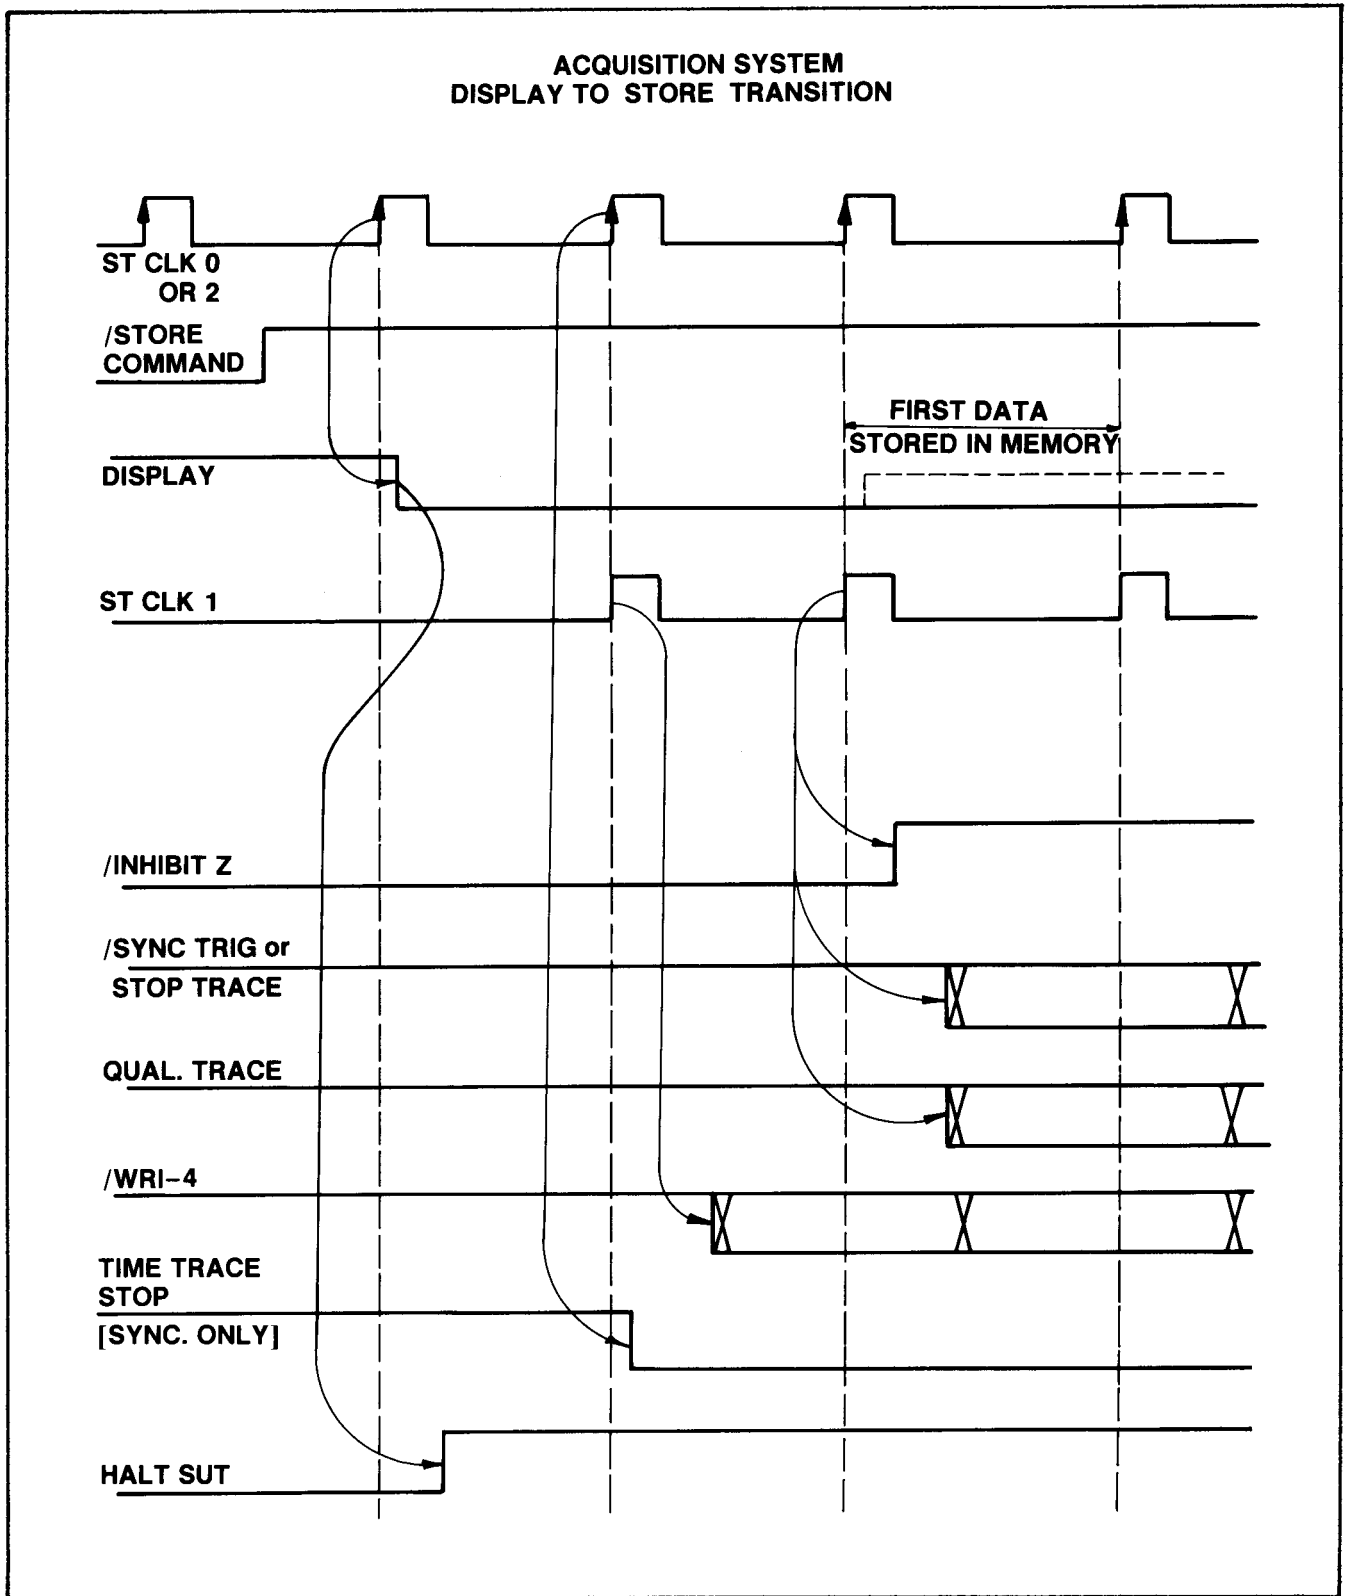 ACQUISITION SYSTEM
DISPLAY TO STORE TRANSITION
ST CLK 0
OR 2
/STORE
COMMAND
FIRST DATA
STORED IN MEMORY
DISPLAY
ST CLK 1
/INHIBIT Z
/SYNC TRIG or
STOP TRACE
QUAL. TRACE
/WRI-4
TIME TRACE
STOP
[SYNC. ONLY]
HALT SUT